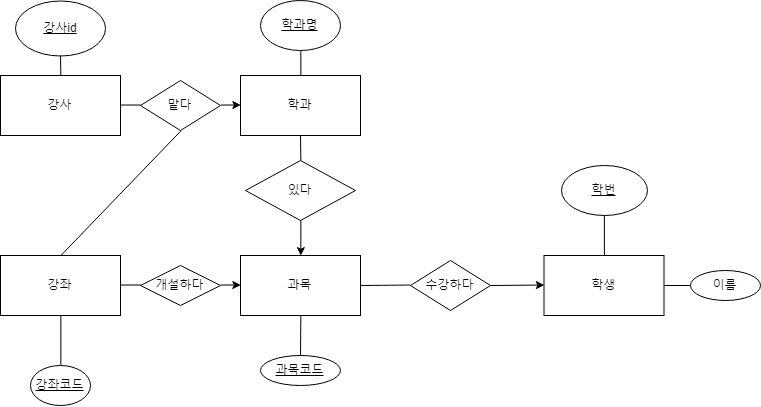 강사id
학과명
강사
맡다
학과
있다
학번
강좌
개설하다
과목
수강하다
학생
이름
강좌코드
과목코드